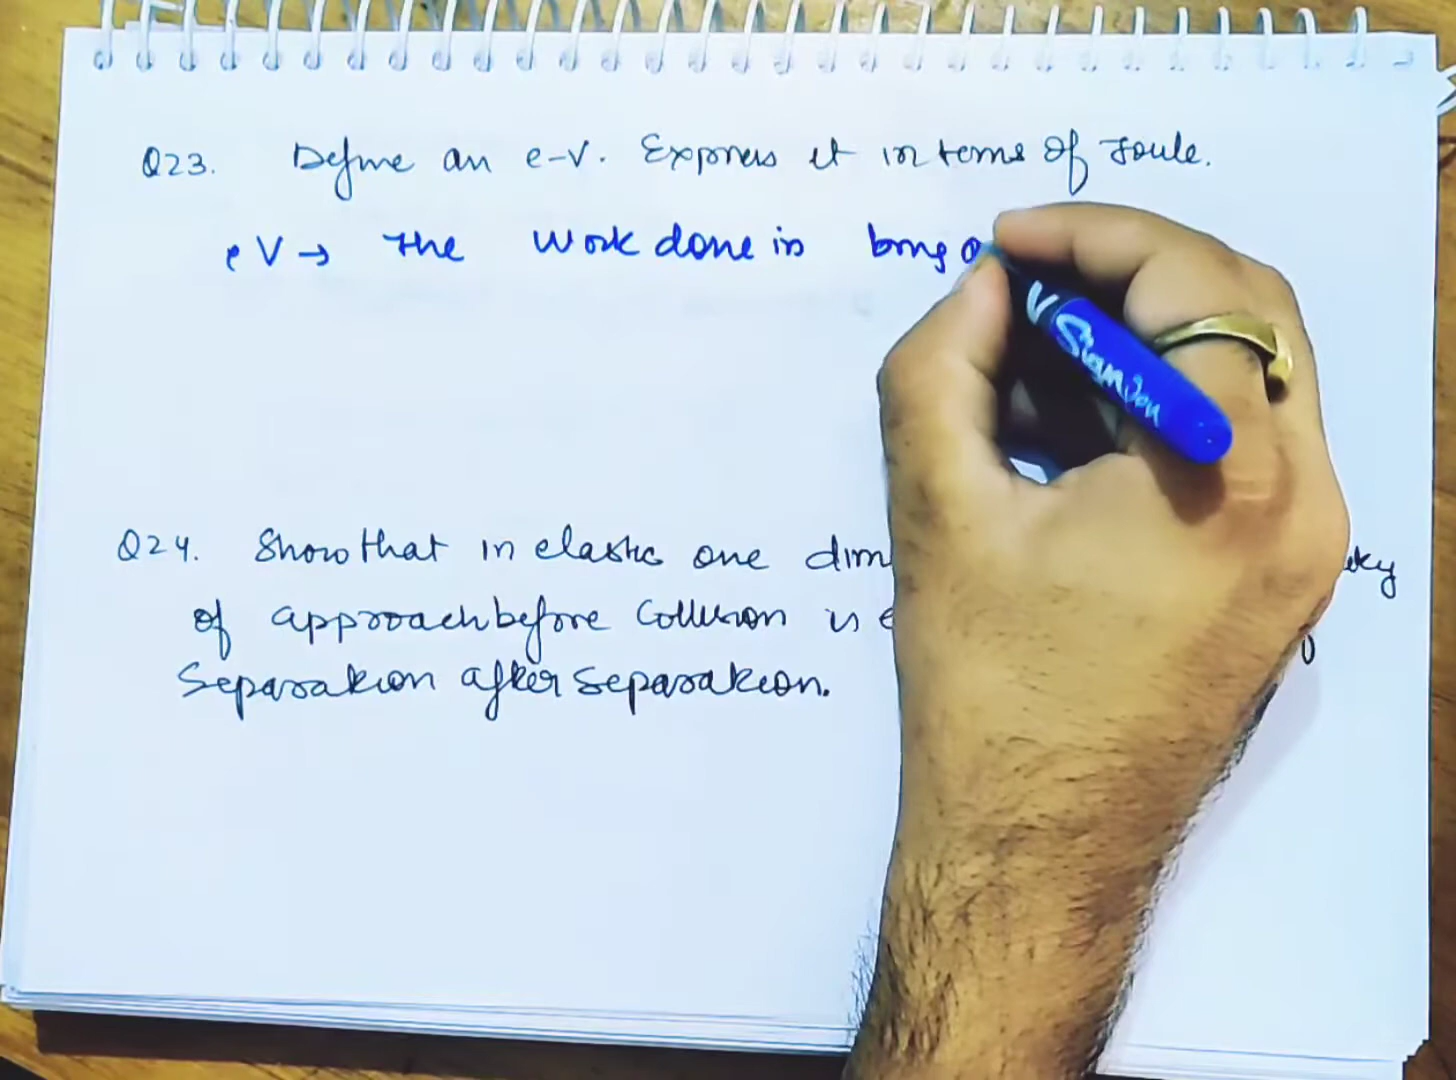 Q23. Define an e-V. Express it in terms of Joule.
eV → the work done in
Q24. Show that in elastic one
of approach before Collision is
Separation after separation.